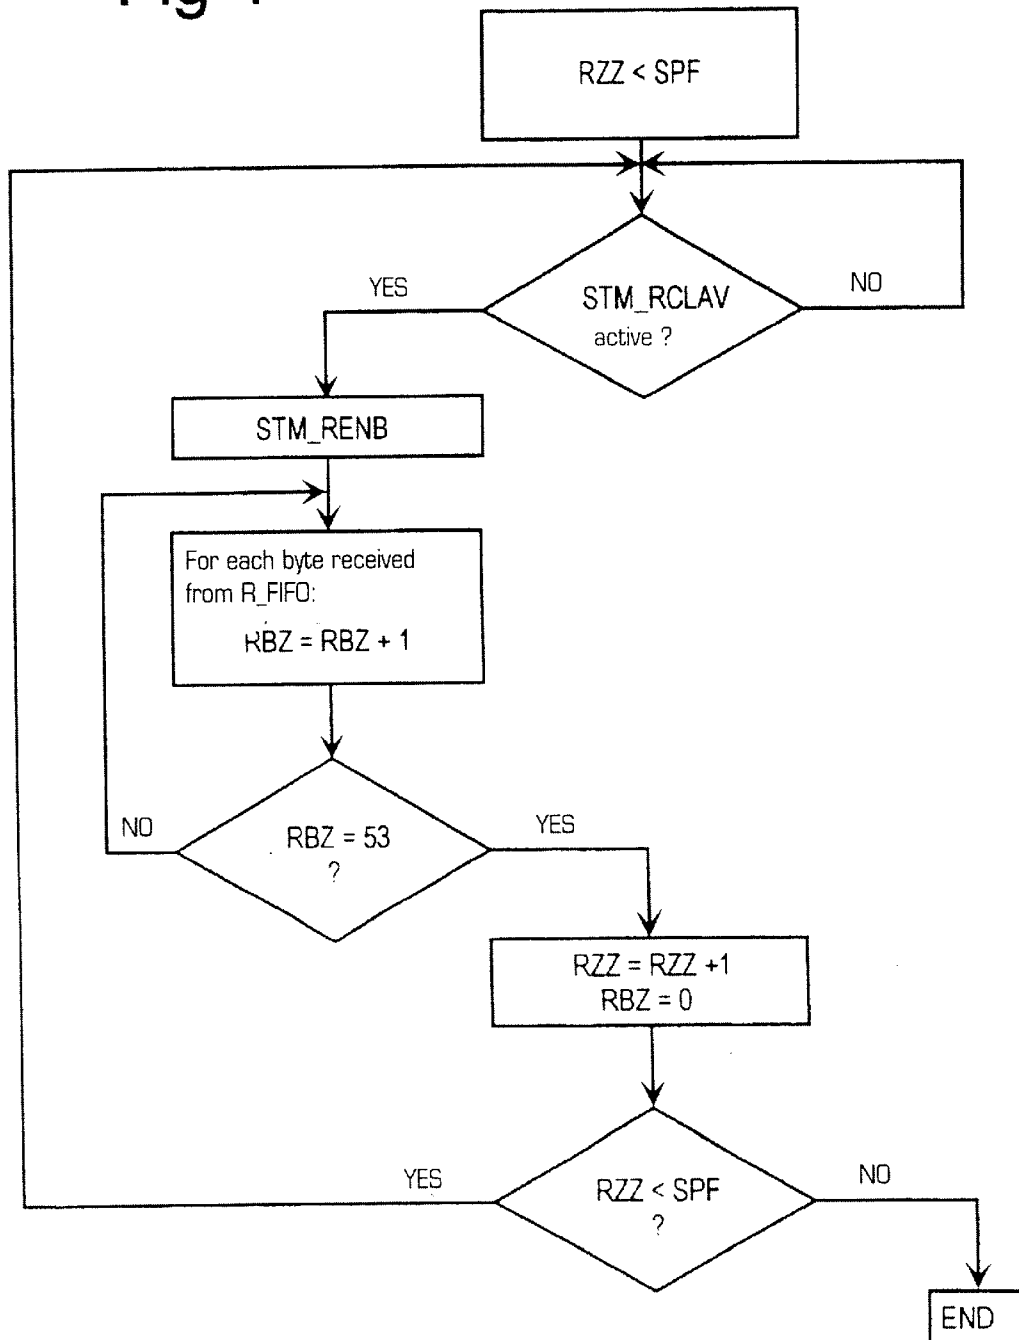 RZZ < SPF
YES
STM_RCLAV
active ?
NO
STM_RENB
For each byte received
from R_FIFO:
RBZ = RBZ + 1
NO
RBZ = 53
?
YES
RZZ = RZZ +1
RBZ = 0
YES
RZZ < SPF
?
NO
END